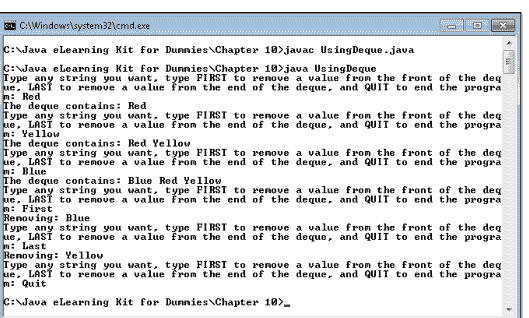 C:\Windows\system32\cmd.exe
C:\Java eLearning Kit for Dummies\Chapter 10>javac UsingDeque.java
C:\Java eLearning Kit for Dummies\Chapter 10>java UsingDeque
Type any string you want, type FIRST to remove a value from the front of the deq
ue, LAST to remove a value from the end of the deque, and QUIT to end the progra
m: Red
The deque contains: Red
Type any string you want, type FIRST to remove a value from the front of the deq
ue, LAST to remove a value from the end of the deque, and QUIT to end the progra
m: Yellow
The deque contains: Red Yellow
Type any string you want, type FIRST to remove a value from the front of the deq
ue, LAST to remove a value from the end of the deque, and QUIT to end the progra
m: Blue
The deque contains: Blue Red Yellow
Type any string you want, type FIRST to remove a value from the front of the deq
ue, LAST to remove a value from the end of the deque, and QUIT to end the progra
m: First
Removing: Blue
Type any string you want, type FIRST to remove a value from the front of the deq
ue, LAST to remove a value from the end of the deque, and QUIT to end the progra
m: Last
Removing: Yellow
Type any string you want, type FIRST to remove a value from the front of the deq
ue, LAST to remove a value from the end of the deque, and QUIT to end the progra
m: Quit
C:\Java eLearning Kit for Dummies\Chapter 10>_